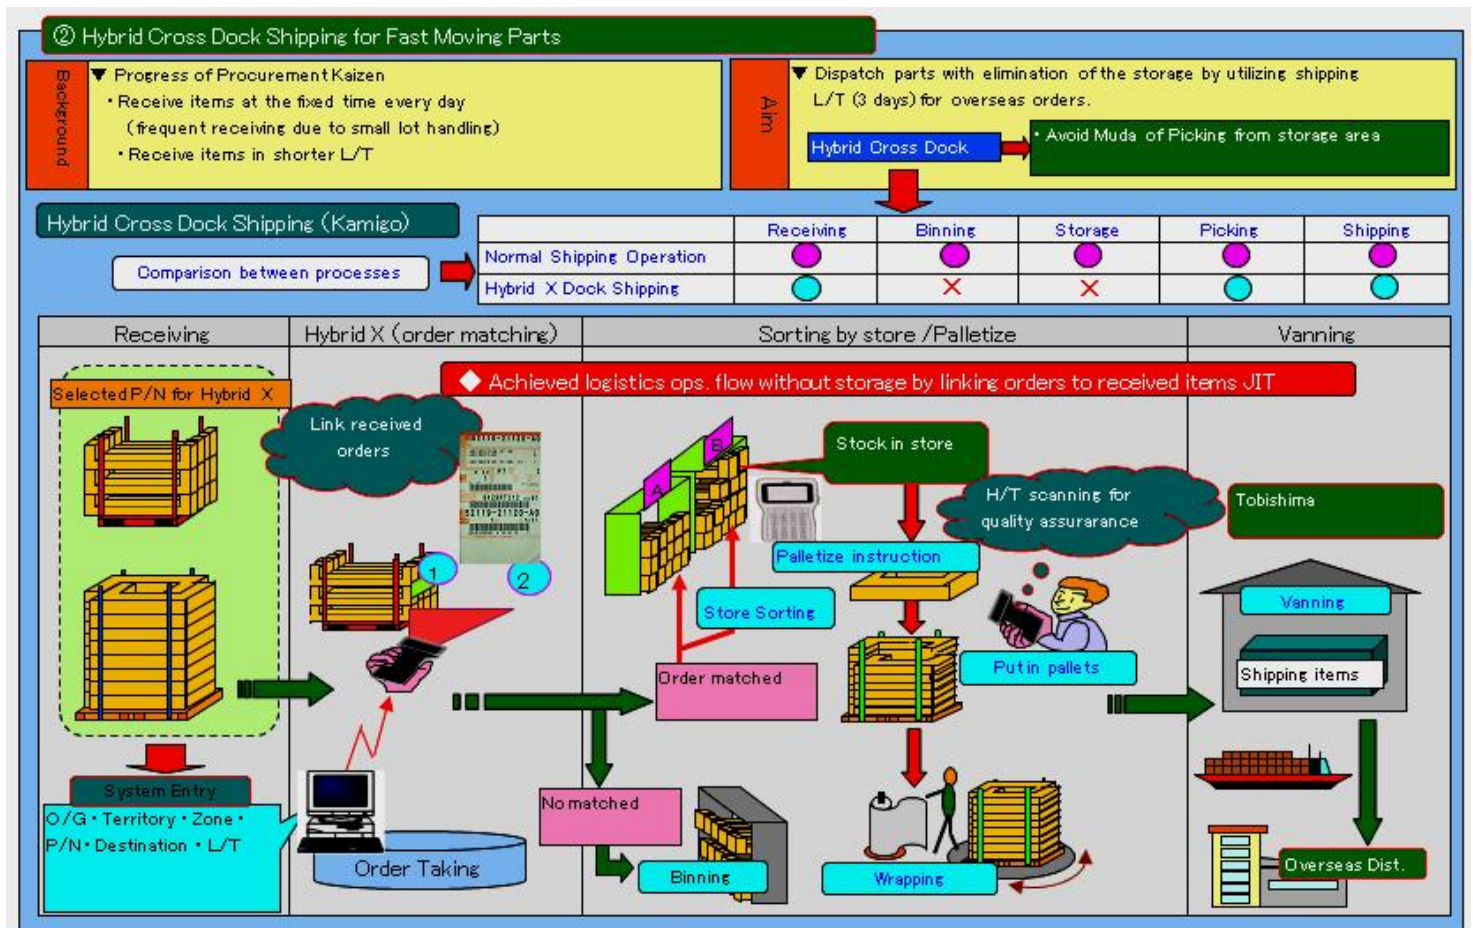 ② Hybrid Cross Dock Shipping for Fast Moving Parts
Background
▼ Progress of Procurement Kaizen
・Receive items at the fixed time every day
(frequent receiving due to small lot handling)
・Receive items in shorter L/T
Aim
▼ Dispatch parts with elimination of the storage by utilizing shipping
L/T (3 days) for overseas orders.
Hybrid Cross Dock
・Avoid Muda of Picking from storage area
Hybrid Cross Dock Shipping (Kamigo)
Comparison between processes
Receiving Binning Storage Picking Shipping
Normal Shipping Operation
Hybrid X Dock Shipping × ×
Receiving
Hybrid X (order matching)
Sorting by store /Palletize
Vanning
◆ Achieved logistics ops. flow without storage by linking orders to received items JIT
Selected P/N for Hybrid X
Link received
orders
52119-21120-A0
1
2
A
B
Stock in store
H/T scanning for
quality assurarance
Tobishima
Palletize instruction
Store Sorting
Vanning
Put in pallets
Shipping items
Order matched
System Entry
O/G・Territory・Zone・
P/N・Destination・L/T
No matched
Order Taking
Binning
Wrapping
Overseas Dist.